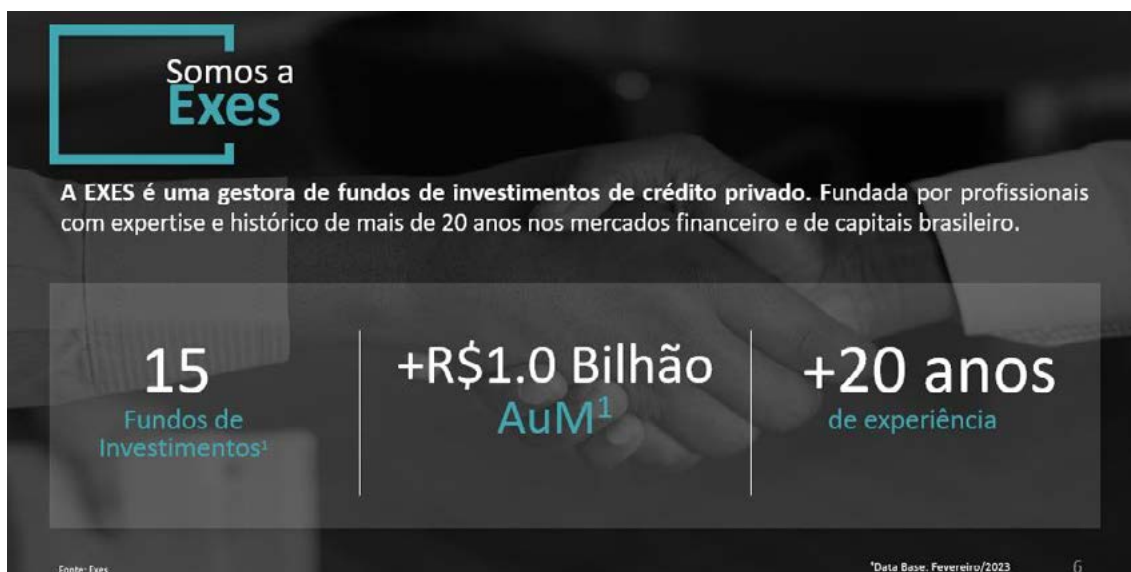 Somos a
Exes
A EXES é uma gestora de fundos de investimentos de crédito privado. Fundada por profissionais
com expertise e histórico de mais de 20 anos nos mercados financeiro e de capitais brasileiro.
15
Fundos de
Investimentos¹
+R$1.0 Bilhão
AuM¹
+20 anos
de experiência
Fonte: Exes
¹Data Base. Fevereiro/2023
6